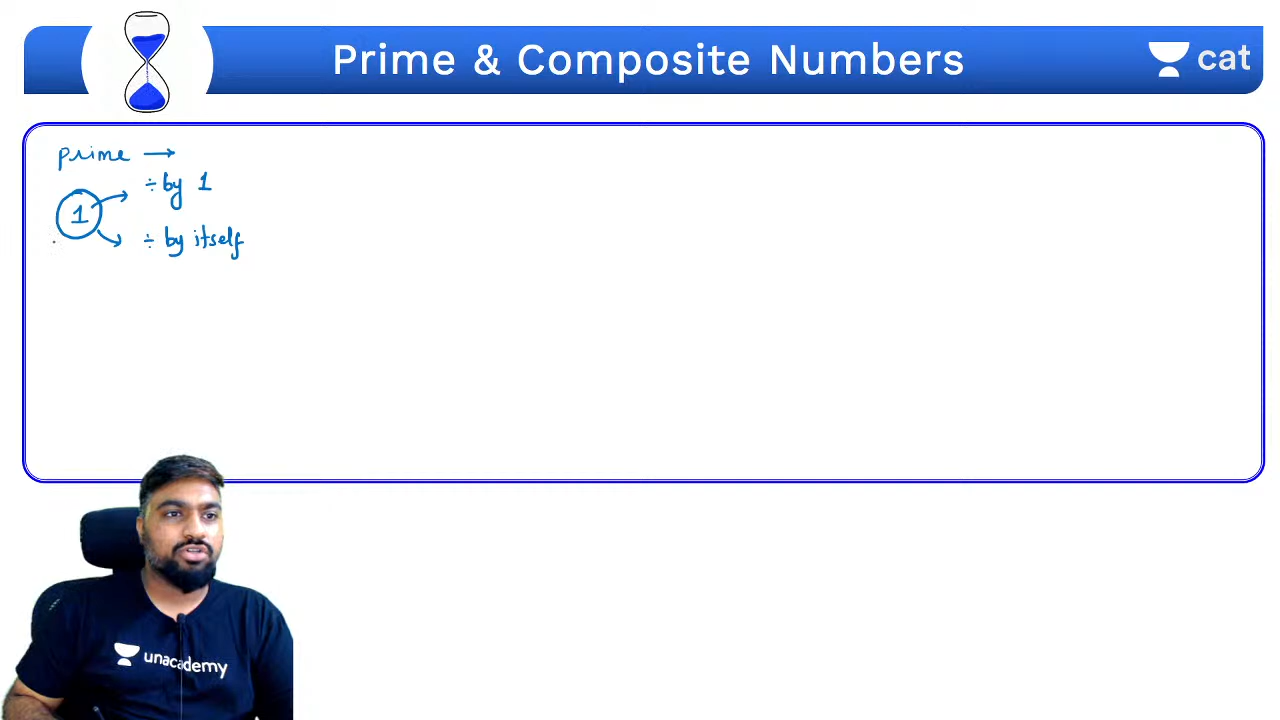 Prime & Composite Numbers
cat
prime →
÷ by 1
1
÷ by itself
unacademy